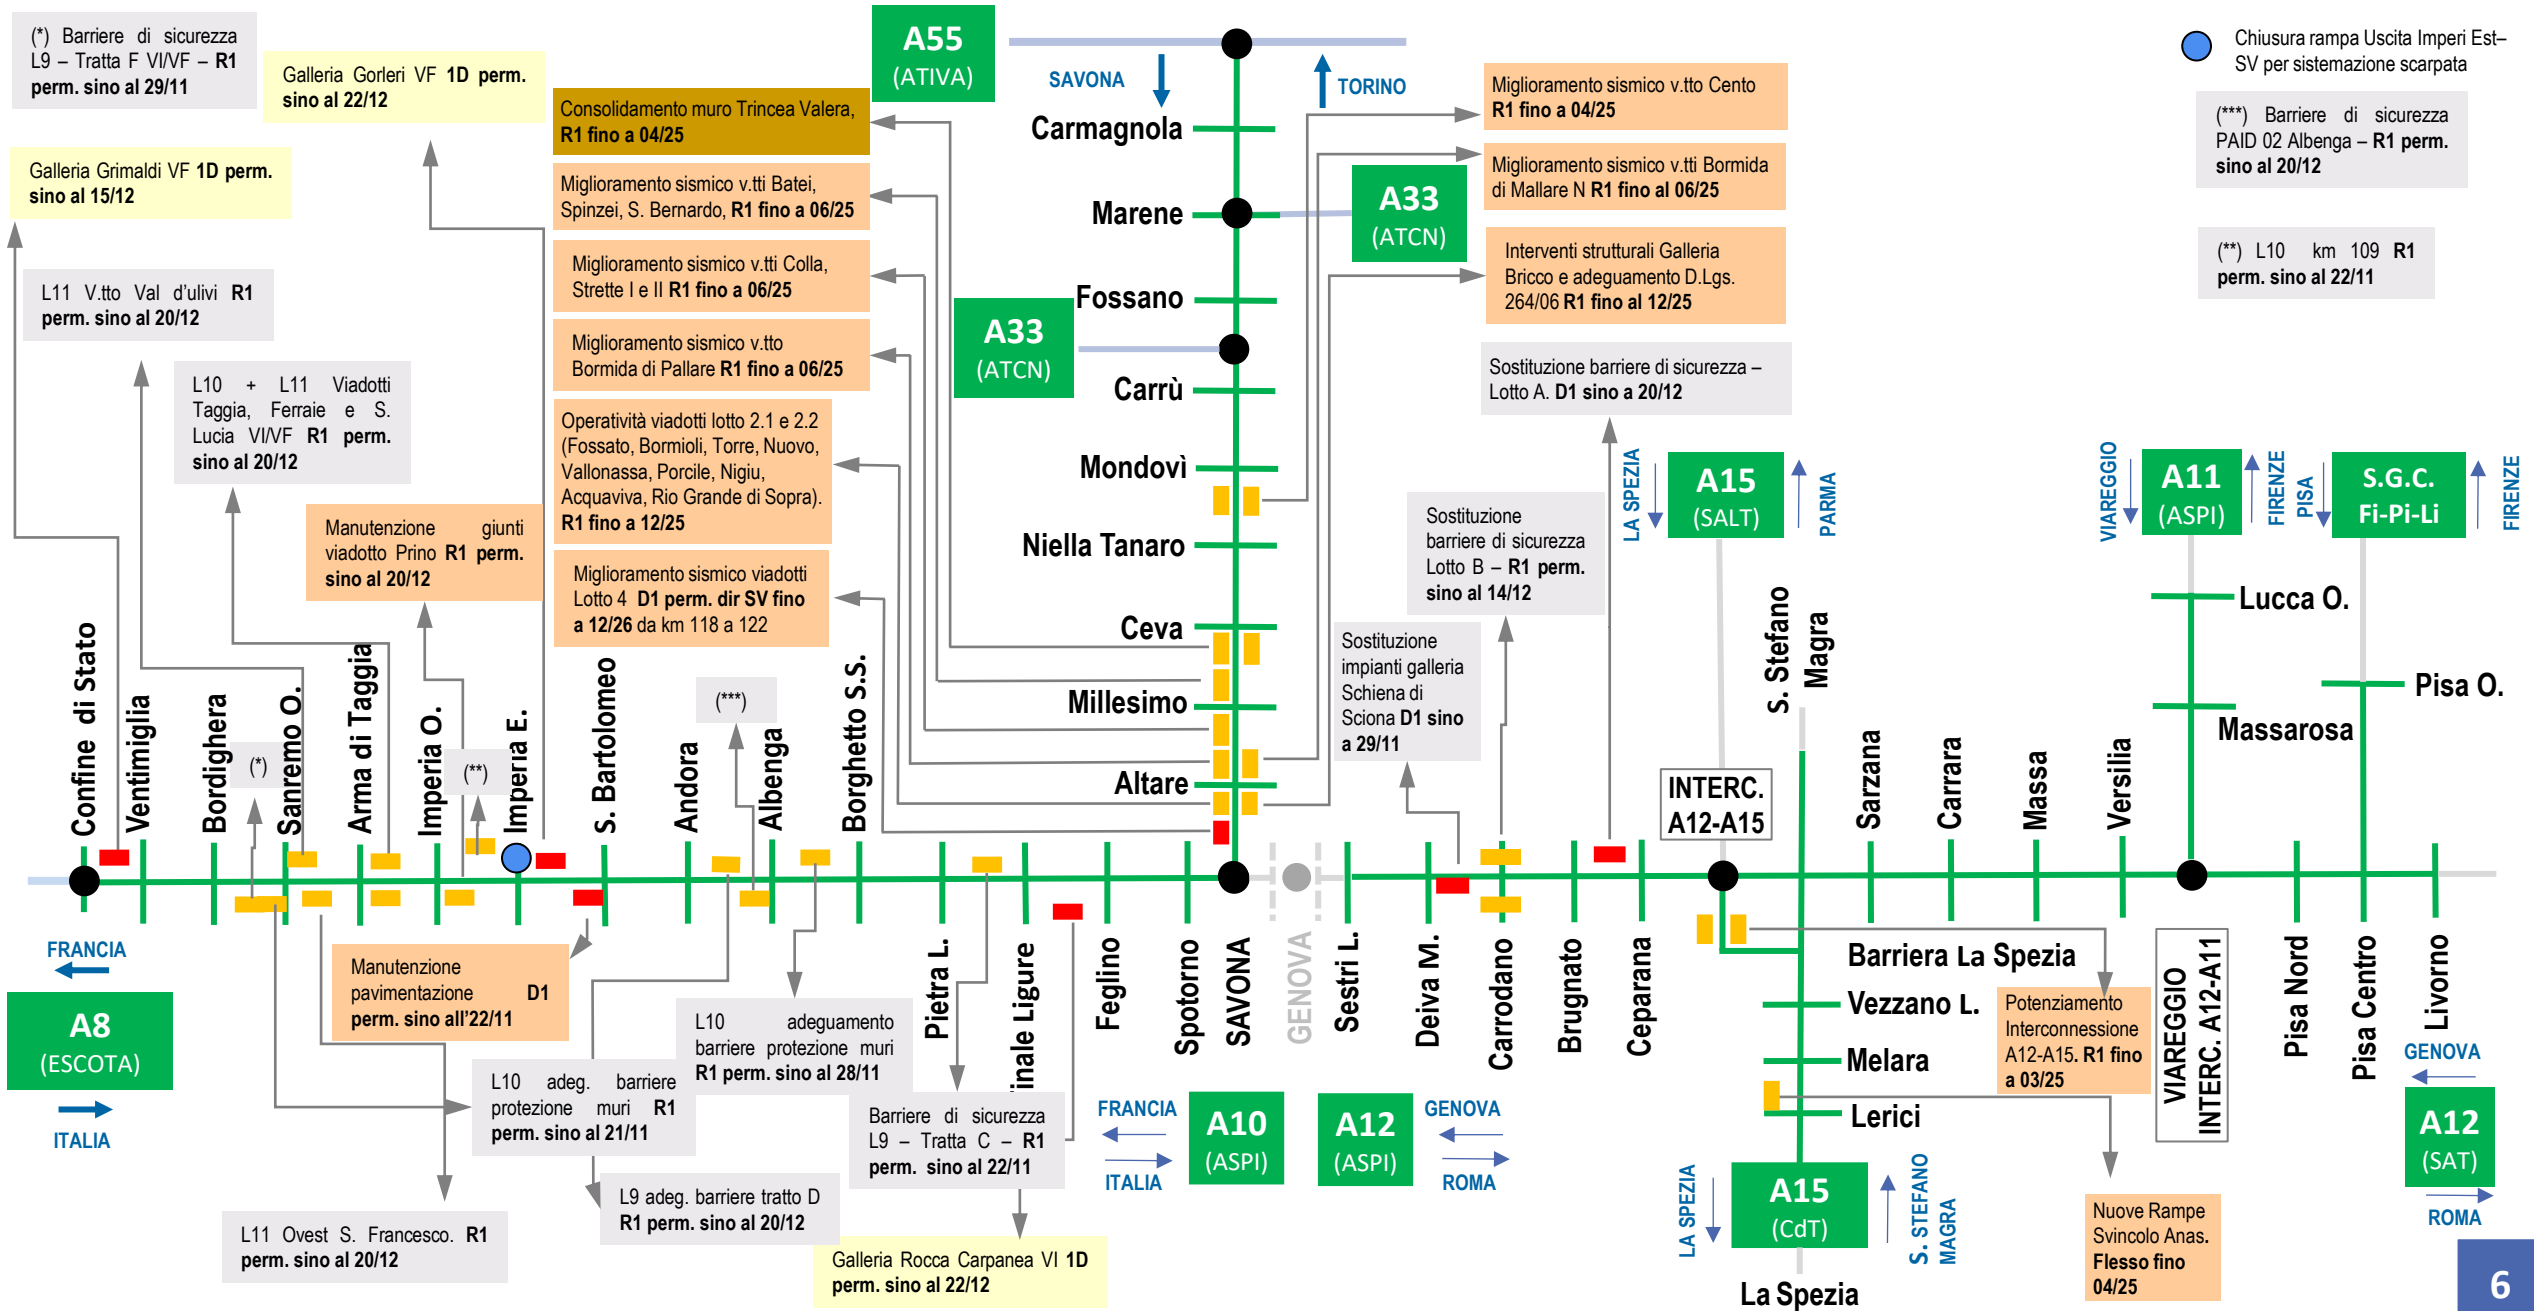 (*) Barriere di sicurezza
L9 – Tratta F VI/VF – R1
perm. sino al 29/11
Galleria Gorleri VF 1D perm.
sino al 22/12
Galleria Grimaldi VF 1D perm.
sino al 15/12
L11 V.tto Val d'ulivi R1
perm. sino al 20/12
L10 + L11 Viadotti
Taggia, Ferraie e S.
Lucia VI/VF R1 perm.
sino al 20/12
Manutenzione giunti
viadotto Prino R1 perm.
sino al 20/12
Consolidamento muro Trincea Valera,
R1 fino a 04/25
Miglioramento sismico v.tti Batei,
Spinzei, S. Bernardo, R1 fino a 06/25
Miglioramento sismico v.tti Colla,
Strette I e II R1 fino a 06/25
Miglioramento sismico v.tto
Bormida di Pallare R1 fino a 06/25
Operatività viadotti lotto 2.1 e 2.2
(Fossato, Bormioli, Torre, Nuovo,
Vallonassa, Porcile, Nigiu,
Acquaviva, Rio Grande di Sopra).
R1 fino a 12/25
Miglioramento sismico viadotti
Lotto 4 D1 perm. dir SV fino
a 12/26 da km 118 a 122
A55
(ATIVA)
SAVONA
TORINO
Carmagnola
Marene
Fossano
Carrù
Mondovì
Niella Tanaro
Ceva
Millesimo
Altare
A33
(ATCN)
A33
(ATCN)
Miglioramento sismico v.tto Cento
R1 fino a 04/25
Miglioramento sismico v.tti Bormida
di Mallare N R1 fino al 06/25
Interventi strutturali Galleria
Bricco e adeguamento D.Lgs.
264/06 R1 fino al 12/25
Sostituzione barriere di sicurezza –
Lotto A. D1 sino a 20/12
Sostituzione
barriere di sicurezza
Lotto B – R1 perm.
sino al 14/12
Sostituzione
impianti galleria
Schiena di
Sciona D1 sino
a 29/11
Chiusura rampa Uscita Imperi Est–
SV per sistemazione scarpata
(***) Barriere di sicurezza
PAID 02 Albenga – R1 perm.
sino al 20/12
(**) L10 km 109 R1
perm. sino al 22/11
LA SPEZIA
A15
(SALT)
PARMA
VIAREGGIO
A11
(ASPI)
FIRENZE
PISA
S.G.C.
Fi-Pi-Li
FIRENZE
Lucca O.
Massarosa
Pisa O.
Confine di Stato
Ventimiglia
Bordighera
(*)
Sanremo O.
Arma di Taggia
Imperia O.
(**)
Imperia E.
S. Bartolomeo
Andora
(***)
Albenga
Borghetto S.S.
Pietra L.
inale Ligure
Feglino
Spotorno
SAVONA
GENOVA
Sestri L.
Deiva M.
Carrodano
Brugnato
Ceparana
INTERC.
A12-A15
S. Stefano
Magra
Sarzana
Carrara
Massa
Versilia
VIAREGGIO
INTERC. A12-A11
Pisa Nord
Pisa Centro
Livorno
Barriera La Spezia
Vezzano L.
Melara
Lerici
FRANCIA
A8
(ESCOTA)
ITALIA
Manutenzione
pavimentazione D1
perm. sino all'22/11
L10 adeguamento
barriere protezione muri
R1 perm. sino al 28/11
L10 adeg. barriere
protezione muri R1
perm. sino al 21/11
Barriere di sicurezza
L9 – Tratta C – R1
perm. sino al 22/11
L9 adeg. barriere tratto D
R1 perm. sino al 20/12
L11 Ovest S. Francesco. R1
perm. sino al 20/12
Galleria Rocca Carpanea VI 1D
perm. sino al 22/12
FRANCIA
ITALIA
A10
(ASPI)
A12
(ASPI)
GENOVA
ROMA
Potenziamento
Interconnessione
A12-A15. R1 fino
a 03/25
Nuove Rampe
Svincolo Anas.
Flesso fino
04/25
LA SPEZIA
A15
(CdT)
S. STEFANO
MAGRA
La Spezia
GENOVA
A12
(SAT)
ROMA
6